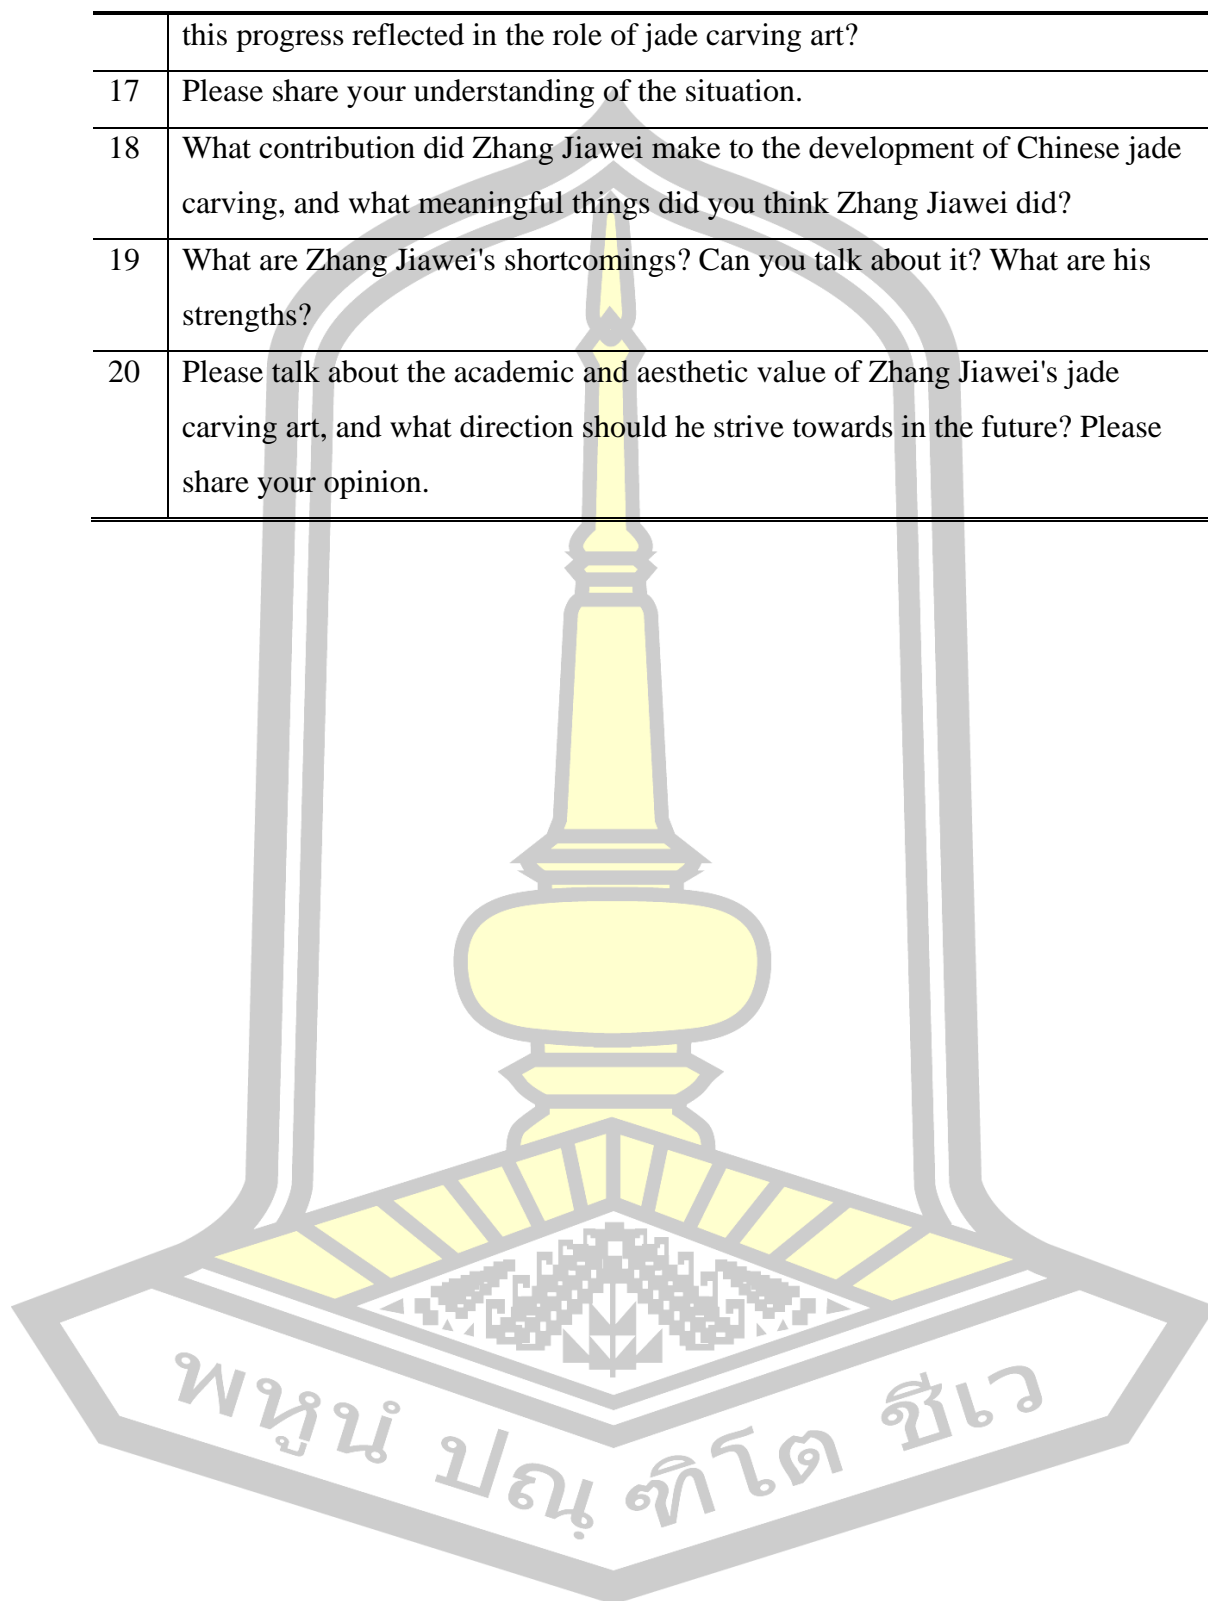 this progress reflected in the role of jade carving art?
17 Please share your understanding of the situation.
18 What contribution did Zhang Jiawei make to the development of Chinese jade
carving, and what meaningful things did you think Zhang Jiawei did?
19 What are Zhang Jiawei's shortcomings? Can you talk about it? What are his
strengths?
20 Please talk about the academic and aesthetic value of Zhang Jiawei's jade
carving art, and what direction should he strive towards in the future? Please
share your opinion.
พหูนํ ปณฺฑิโต ชีเว